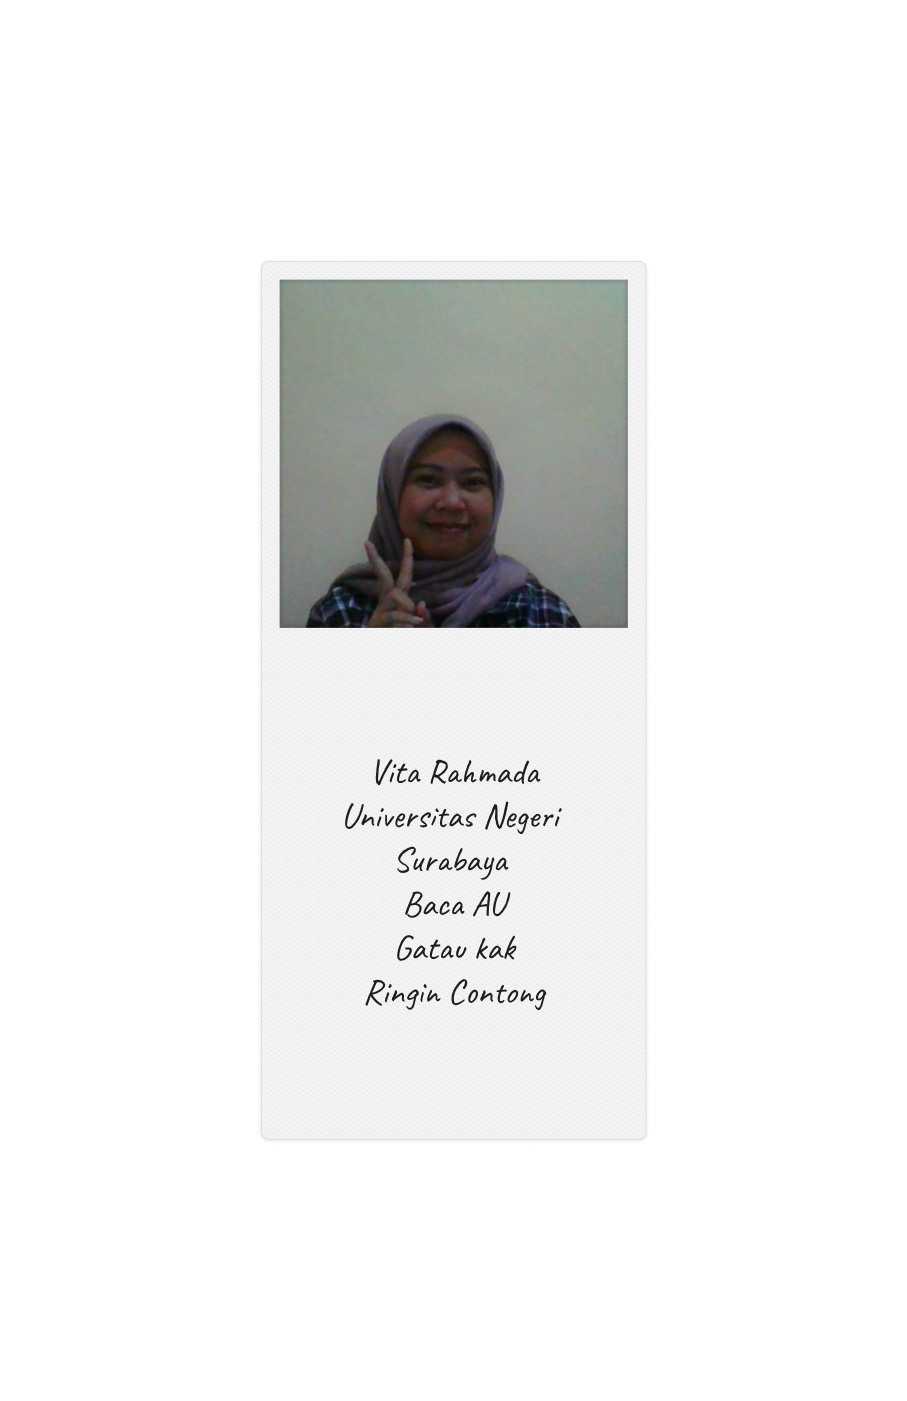 Vita Rahmada
Universitas Negeri
Surabaya
Baca AU
Gatau kak
Ringin Contong